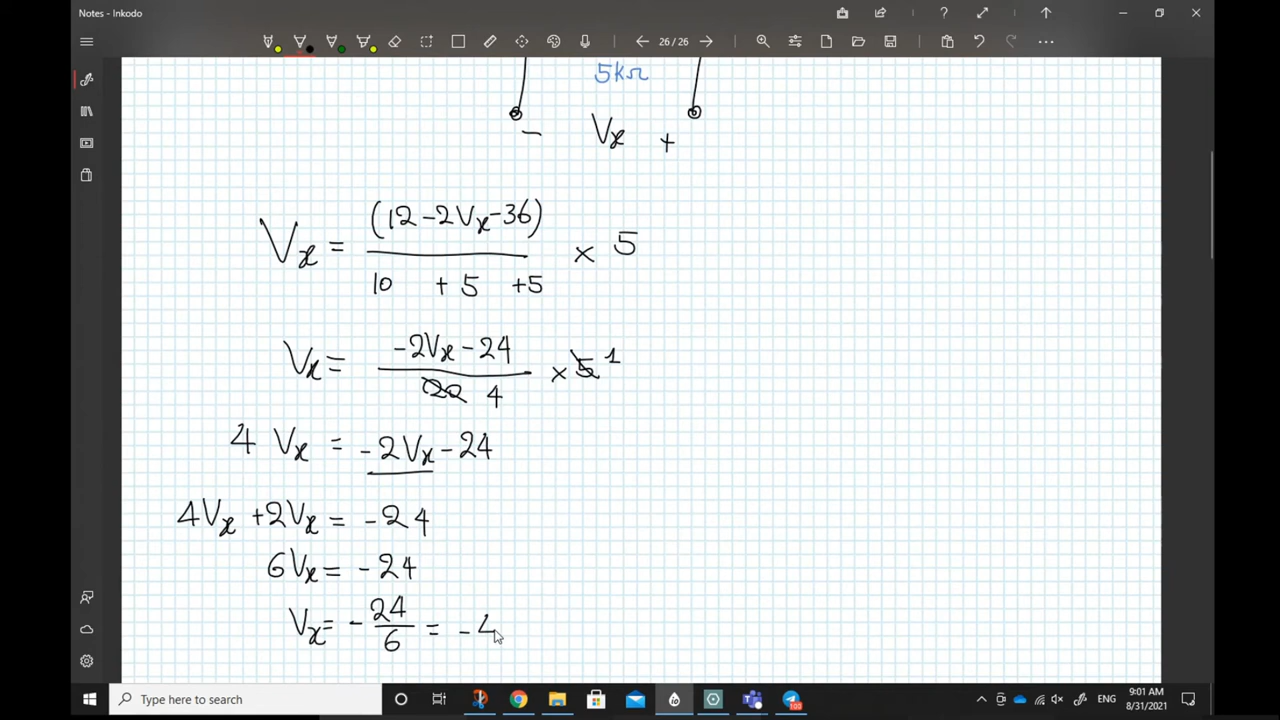 Notes - Inkodo
26/26
5kΩ
- Vx +
Vx = (12 -2Vx -36) / 10 + 5 +5 × 5
Vx = -2Vx - 24 / 20 4 × 5 1
4 Vx = -2Vx - 24
4Vx +2Vx = -24
6Vx = -24
Vx = - 24/6 = -4
Type here to search
100
ENG
9:01 AM
8/31/2021